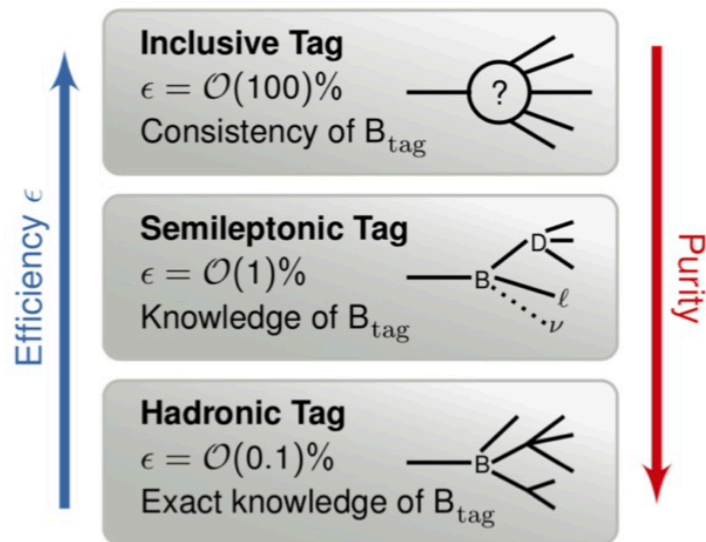 Efficiency ϵ
Inclusive Tag
ϵ = O(100)%
Consistency of B_tag
?
Semileptonic Tag
ϵ = O(1)%
Knowledge of B_tag
B
D
ℓ
ν
Hadronic Tag
ϵ = O(0.1)%
Exact knowledge of B_tag
B
Purity